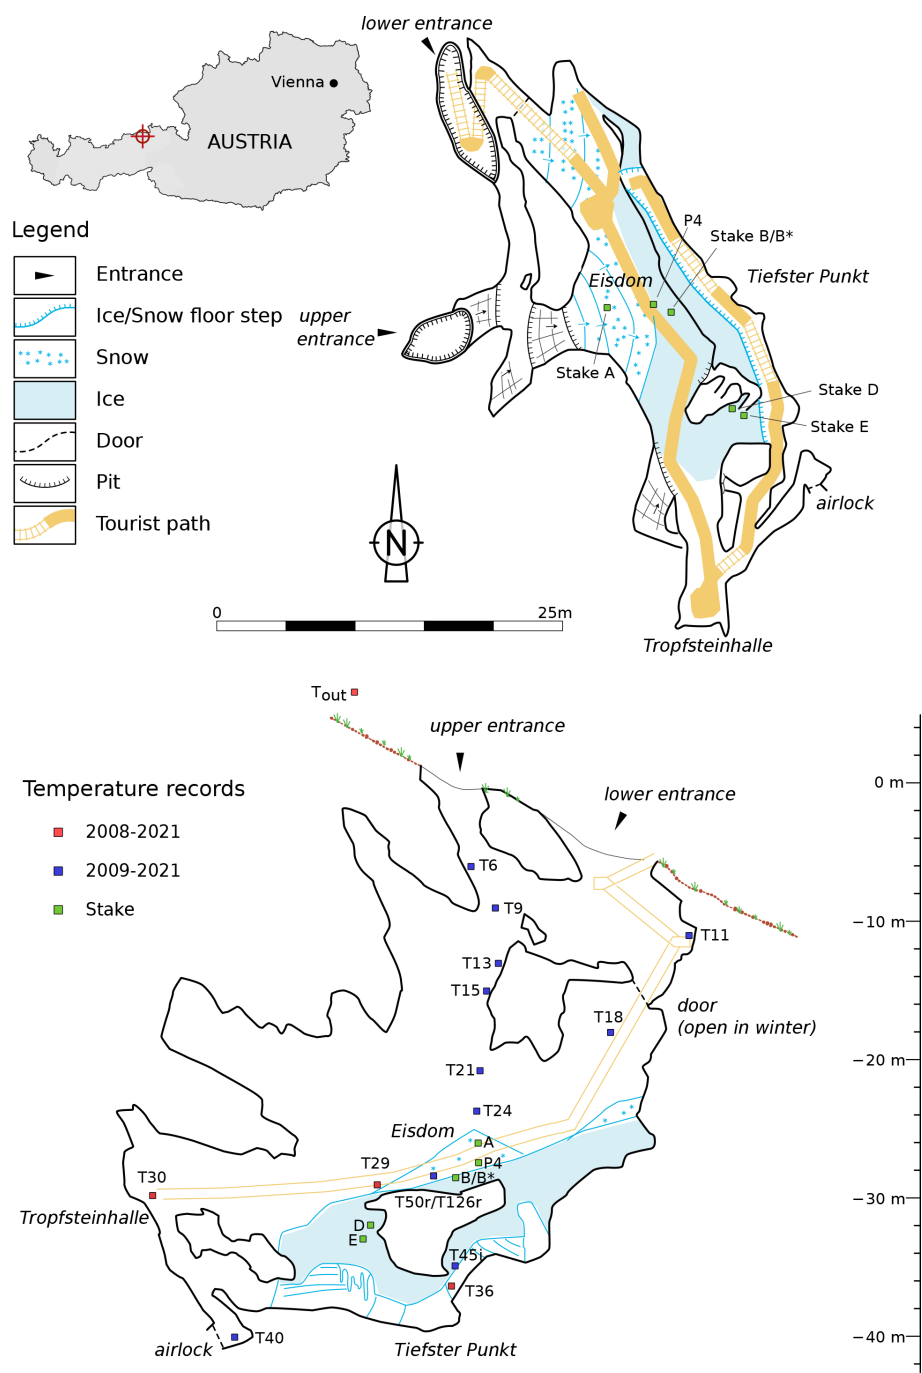 lower entrance
Vienna
AUSTRIA
Legend
Entrance
Ice/Snow floor step
Snow
Ice
Door
Pit
Tourist path
upper
entrance
P4
Stake B/B*
Eisdom
Tiefster Punkt
Stake A
Stake D
Stake E
airlock
N
0
25m
Tropfsteinhalle
Tout
upper entrance
Temperature records
2008-2021
2009-2021
Stake
lower entrance
0 m
T6
T9
−10 m
T11
T13
T15
door
(open in winter)
T18
T21
−20 m
T24
Eisdom
A
P4
T29
B/B*
T30
T50r/T126r
−30 m
Tropfsteinhalle
D
E
T45i
T36
T40
airlock
Tiefster Punkt
−40 m